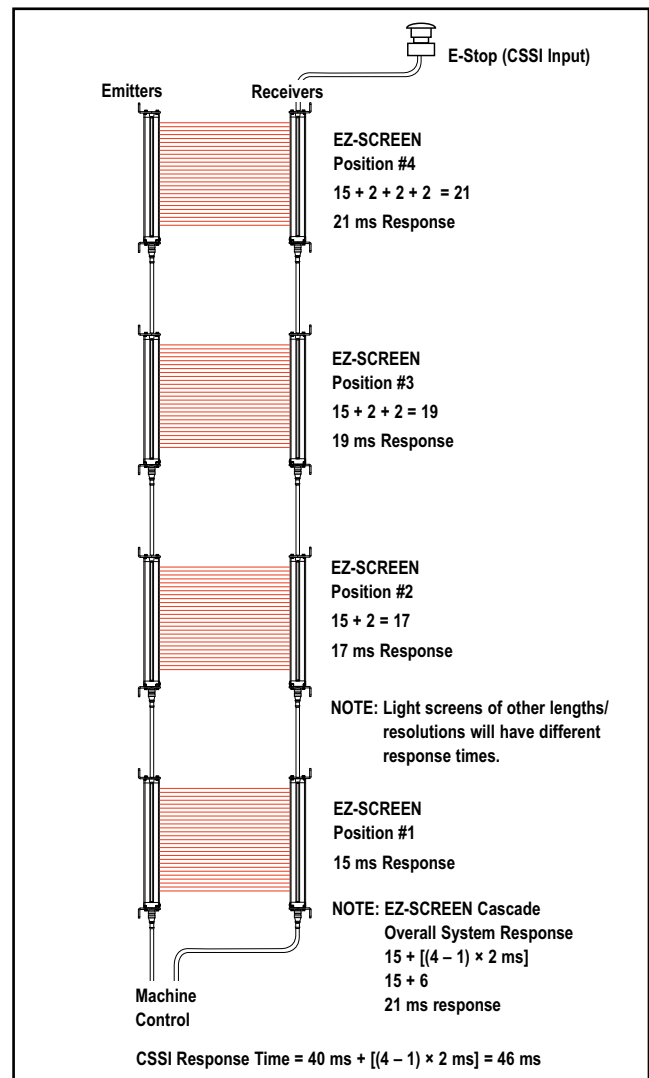 E-Stop (CSSI Input)
Emitters
Receivers
EZ-SCREEN
Position #4
15 + 2 + 2 + 2 = 21
21 ms Response
EZ-SCREEN
Position #3
15 + 2 + 2 = 19
19 ms Response
EZ-SCREEN
Position #2
15 + 2 = 17
17 ms Response
NOTE: Light screens of other lengths/
resolutions will have different
response times.
EZ-SCREEN
Position #1
15 ms Response
NOTE: EZ-SCREEN Cascade
Overall System Response
15 + [(4 – 1) × 2 ms]
15 + 6
21 ms response
Machine
Control
CSSI Response Time = 40 ms + [(4 – 1) × 2 ms] = 46 ms